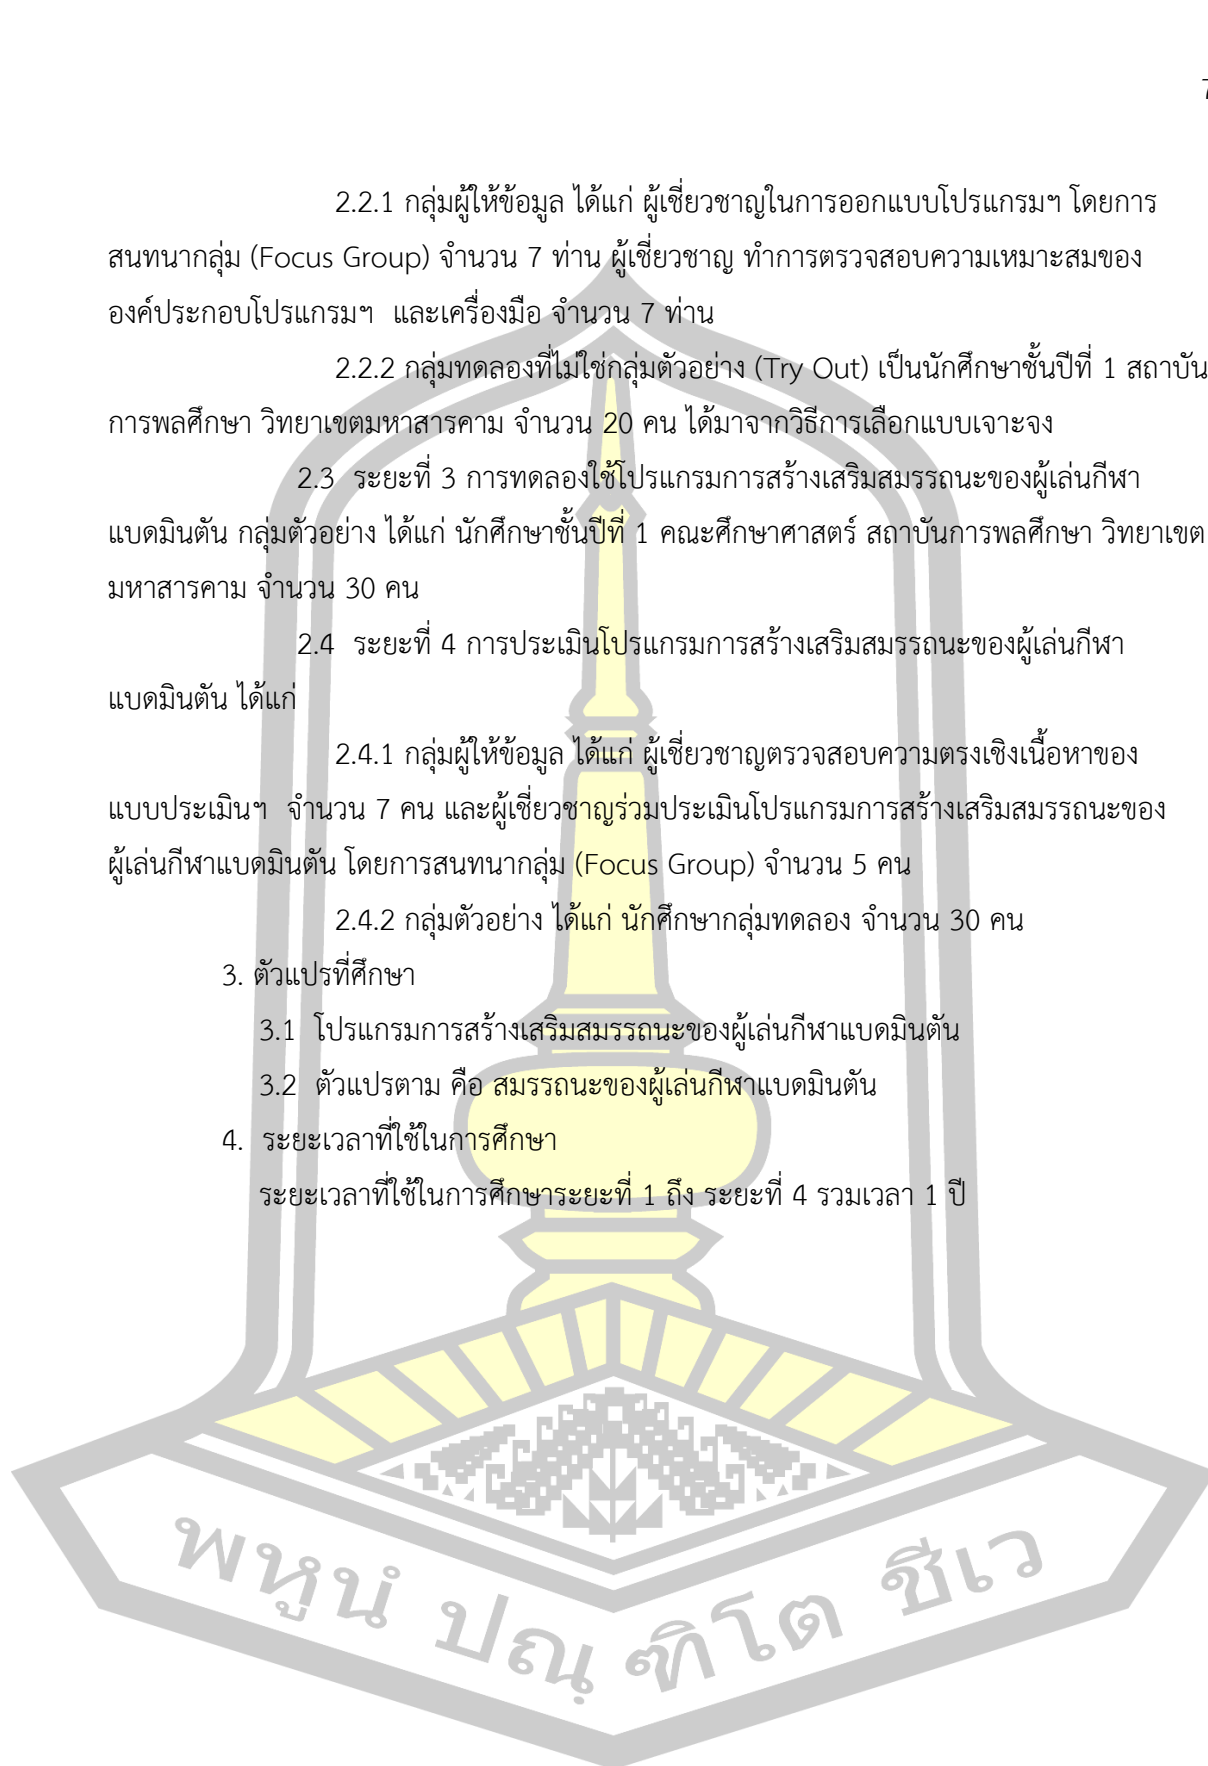 7
2.2.1 กลุ่มผู้ให้ข้อมูล ได้แก่ ผู้เชี่ยวชาญในการออกแบบโปรแกรมฯ โดยการ
สนทนากลุ่ม (Focus Group) จำนวน 7 ท่าน ผู้เชี่ยวชาญ ทำการตรวจสอบความเหมาะสมของ
องค์ประกอบโปรแกรมฯ และเครื่องมือ จำนวน 7 ท่าน
2.2.2 กลุ่มทดลองที่ไม่ใช่กลุ่มตัวอย่าง (Try Out) เป็นนักศึกษาชั้นปีที่ 1 สถาบัน
การพลศึกษา วิทยาเขตมหาสารคาม จำนวน 20 คน ได้มาจากวิธีการเลือกแบบเจาะจง
2.3 ระยะที่ 3 การทดลองใช้โปรแกรมการสร้างเสริมสมรรถนะของผู้เล่นกีฬา
แบดมินตัน กลุ่มตัวอย่าง ได้แก่ นักศึกษาชั้นปีที่ 1 คณะศึกษาศาสตร์ สถาบันการพลศึกษา วิทยาเขต
มหาสารคาม จำนวน 30 คน
2.4 ระยะที่ 4 การประเมินโปรแกรมการสร้างเสริมสมรรถนะของผู้เล่นกีฬา
แบดมินตัน ได้แก่
2.4.1 กลุ่มผู้ให้ข้อมูล ได้แก่ ผู้เชี่ยวชาญตรวจสอบความตรงเชิงเนื้อหาของ
แบบประเมินฯ จำนวน 7 คน และผู้เชี่ยวชาญร่วมประเมินโปรแกรมการสร้างเสริมสมรรถนะของ
ผู้เล่นกีฬาแบดมินตัน โดยการสนทนากลุ่ม (Focus Group) จำนวน 5 คน
2.4.2 กลุ่มตัวอย่าง ได้แก่ นักศึกษากลุ่มทดลอง จำนวน 30 คน
3. ตัวแปรที่ศึกษา
3.1 โปรแกรมการสร้างเสริมสมรรถนะของผู้เล่นกีฬาแบดมินตัน
3.2 ตัวแปรตาม คือ สมรรถนะของผู้เล่นกีฬาแบดมินตัน
4. ระยะเวลาที่ใช้ในการศึกษา
ระยะเวลาที่ใช้ในการศึกษาระยะที่ 1 ถึง ระยะที่ 4 รวมเวลา 1 ปี
พหูนํ ปณฺฑิโต ชีเว